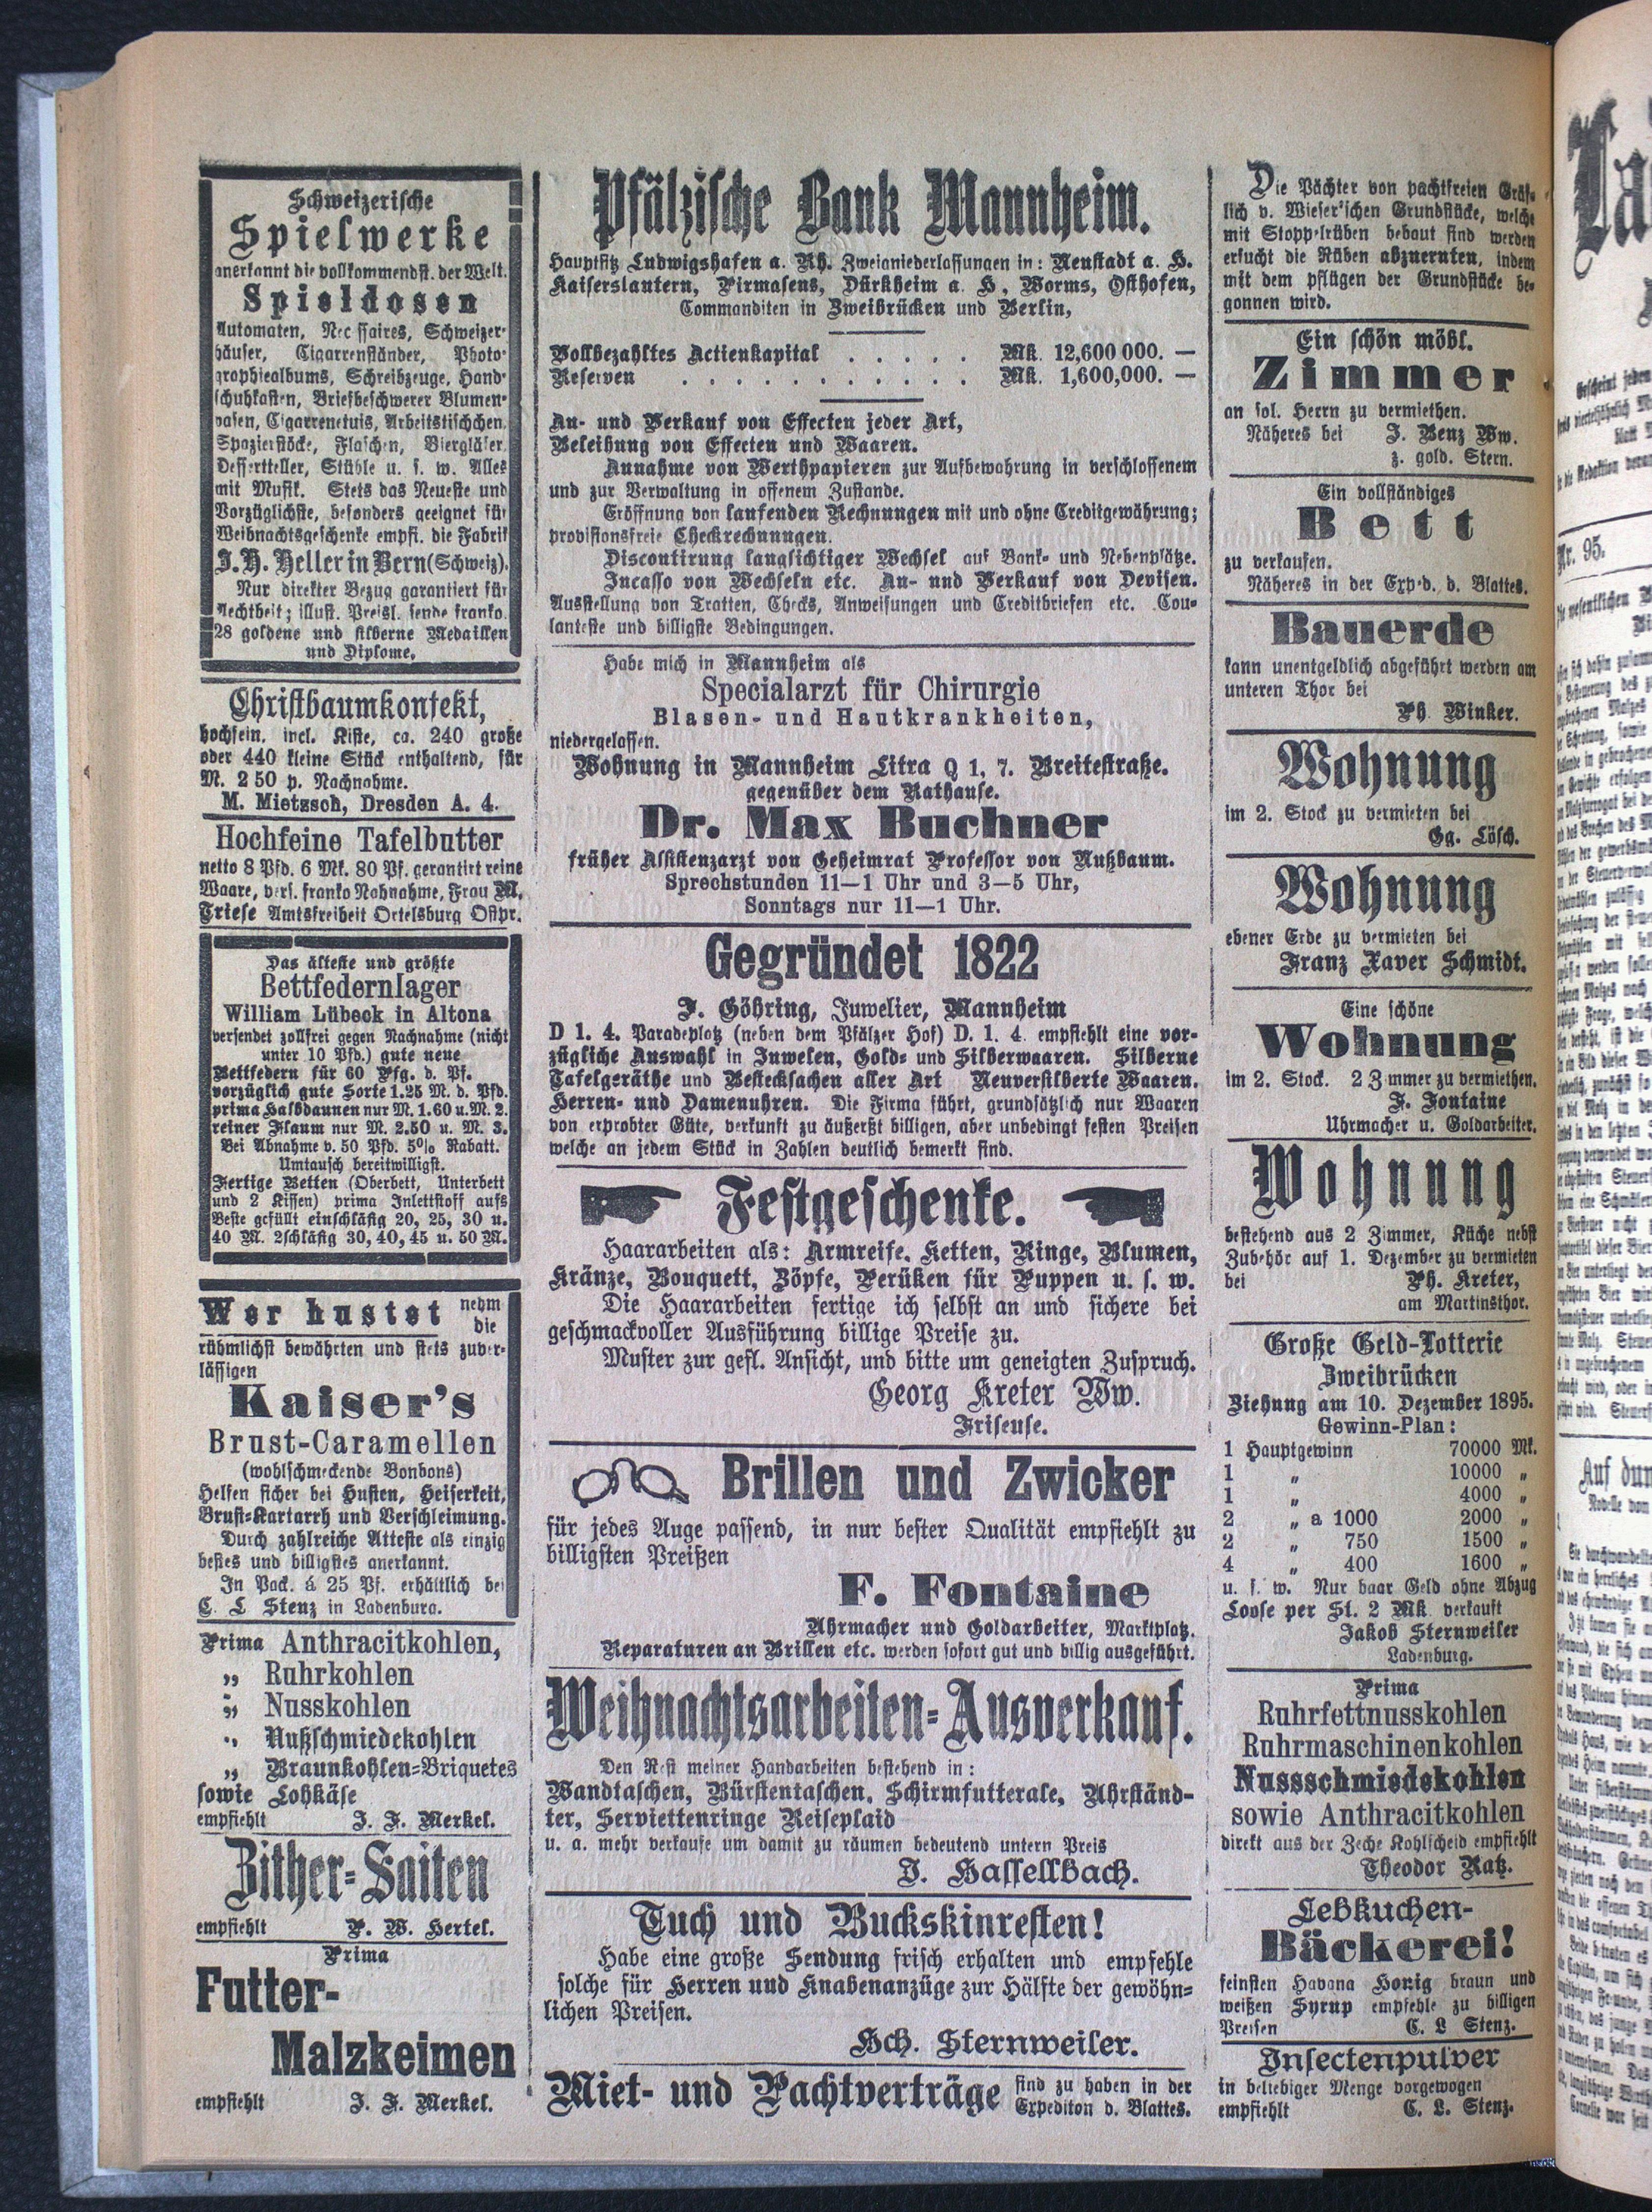 Schweizerische
Spielwerke
anerkannt die vollkommendst. der Welt.
Spieldosen
Automaten, Nec ssaires, Schweizer-
häuser, Cigarrenständer, Photo-
graphiealbums, Schreibzeuge, Hand-
schuhkasten, Briefbeschwerer Blumen-
vasen, Cigarrenetuis, Arbeitstischchen,
Spazierstöcke, Flaschen, Biergläser,
Dessertteller, Stühle u. s. w. Alles
mit Musik. Stets das Neueste und
Vorzüglichste, besonders geeignet für
Weihnachtsgeschenke empfi. die Fabrik
J. H. Heller in Bern (Schweiz).
Nur direkter Bezug garantiert für
Aechtheit; illust. Preisl. sende franko.
28 goldene und silberne Medaillen
und Diplome.
Christbaumkonfekt,
hochfein, incl. Kiste, ca. 240 große
oder 440 kleine Stück enthaltend, für
M. 2 50 p. Nachnahme.
M. Mietzsch, Dresden A. 4.
Hochfeine Tafelbutter
netto 8 Pfd. 6 Mk. 80 Pf. gerantirt reine
Waare, vers. franko Nahnahme, Frau M.
Triese Amtsfreiheit Ortelsburg Ostpr.
Das älteste und größte
Bettfedernlager
William Lübeck in Altona
versendet zollfrei gegen Nachnahme (nicht
unter 10 Pfd.) gute neue
Bettfedern für 60 Pfg. d. Pf.
vorzüglich gute Sorte 1.25 M. d. Pfd.
prima Halbdaunen nur M. 1.60 u. M. 2.
reiner Flaum nur M. 2.50 u. M. 3.
Bei Abnahme v. 50 Pfd. 5% Rabatt.
Umtausch bereitwilligst.
Fertige Betten (Oberbett, Unterbett
und 2 Kissen) prima Inlettstoff aufs
Beste gefüllt einschläfig 20, 25, 30 u.
40 M. 2schläfig 30, 40, 45 u. 50 M.
Wer hustet nehm
die
rühmlichst bewährten und stets zuver-
lässigen
Kaiser's
Brust-Caramellen
(wohlschmeckende Bonbons)
Helfen sicher bei Husten, Heiserkeit,
Brust-Kartarrh und Verschleimung.
Durch zahlreiche Atteste als einzig
bestes und billigstes anerkannt.
In Pack. á 25 Pf. erhältlich bei
C. L Stenz in Ladenburg.
Prima Anthracitkohlen,
„ Ruhrkohlen
„ Nusskohlen
„ Nußschmiedekohlen
„ Braunkohlen-Briquetes
sowie Lohkäse
empfiehlt J. F. Merkel.
Zither-Saiten
empfiehlt P. W. Hertel.
Prima
Futter-
Malzkeimen
empfiehlt J. F. Merkel.
Pfälzische Bank Mannheim.
Hauptsitz Ludwigshafen a. Rh. Zweianiederlassungen in: Neustadt a. H.
Kaiserslautern, Pirmasens, Dürkheim a. H, Worms, Osthofen,
Commanditen in Zweibrücken und Berlin,
Vollbezahltes Actienkapital . . . . . Mk. 12,600 000. —
Reserven . . . . . . . . . . . Mk. 1,600,000. —
An- und Verkauf von Effecten jeder Art,
Beleihung von Effecten und Waaren.
Annahme von Werthpapieren zur Aufbewahrung in verschlossenem
und zur Verwaltung in offenem Zustande.
Eröffnung von laufenden Rechnungen mit und ohne Creditgewährung;
provisionsfreie Checkrechnungen.
Discontirung langsichtiger Wechsel auf Bank- und Nebenplätze.
Incasso von Wechseln etc. An- und Verkauf von Devisen.
Ausstellung von Tratten, Checks, Anweisungen und Creditbriefen etc. Cou-
lanteste und billigste Bedingungen.
Habe mich in Mannheim als
Specialarzt für Chirurgie
Blasen- und Hautkrankheiten,
niedergelassen.
Wohnung in Mannheim Litra Q 1, 7. Breitestraße.
gegenüber dem Rathause.
Dr. Max Buchner
früher Assistenzarzt von Geheimrat Professor von Nußbaum.
Sprechstunden 11—1 Uhr und 3—5 Uhr,
Sonntags nur 11—1 Uhr.
Gegründet 1822
J. Göhring, Juwelier, Mannheim
D 1. 4. Paradeplatz (neben dem Pfälzer Hof) D. 1. 4. empfiehlt eine vor-
zügliche Auswahl in Juwelen, Gold- und Silberwaaren. Silberne
Tafelgeräthe und Bestecksachen aller Art Neuversilberte Waaren.
Herren- und Damenuhren. Die Firma führt, grundsätzlich nur Waaren
von erprobter Güte, verkunft zu äußerßt billigen, aber unbedingt festen Preisen
welche an jedem Stück in Zahlen deutlich bemerkt sind.
Festgeschenke.
Haararbeiten als: Armreife, Ketten, Ringe, Blumen,
Kränze, Bouquett, Zöpfe, Perüken für Puppen u. s. w.
Die Haararbeiten fertige ich selbst an und sichere bei
geschmackvoller Ausführung billige Preise zu.
Muster zur gefl. Ansicht, und bitte um geneigten Zuspruch.
Georg Kreter Ww.
Friseuse.
Brillen und Zwicker
für jedes Auge passend, in nur bester Qualität empfiehlt zu
billigsten Preißen
F. Fontaine
Uhrmacher und Goldarbeiter, Marktplatz.
Reparaturen an Brillen etc. werden sofort gut und billig ausgeführt.
Weihnachtsarbeiten-Ausverkauf.
Den Rest meiner Handarbeiten bestehend in:
Wandtaschen, Bürstentaschen, Schirmfutterale, Uhrständ-
ter, Serviettenringe Reiseplaid
u. a. mehr verkaufe um damit zu räumen bedeutend untern Preis
J. Hassellbach.
Tuch und Buckskinresten!
Habe eine große Sendung frisch erhalten und empfehle
solche für Herren und Knabenanzüge zur Hälfte der gewöhn-
lichen Preisen.
Hch. Sternweiler.
Miet- und Pachtverträge sind zu haben in der
Expediton d. Blattes.
Die Pächter von pachtfreien Gräf-
lich v. Wieser'schen Grundstücke, welche
mit Stoppelrüben bebaut sind werden
ersucht die Rüben abzuernten, indem
mit dem pflügen der Grundstücke be-
gonnen wird.
Ein schön möbl.
Zimmer
an sol. Herrn zu vermiethen.
Näheres bei J. Benz Ww.
z. gold. Stern.
Ein vollständiges
Bett
zu verkaufen.
Näheres in der Exped. d. Blattes.
Bauerde
kann unentgeldlich abgeführt werden am
unteren Thor bei
Ph. Winker.
Wohnung
im 2. Stock zu vermieten bei
Gg. Lösch.
Wohnung
ebener Erde zu vermieten bei
Franz Xaver Schmidt.
Eine schöne
Wohnung
im 2. Stock. 2 Zimmer zu vermiethen.
F. Fontaine
Uhrmacher u. Goldarbeiter.
Wohnung
bestehend aus 2 Zimmer, Küche nebst
Zubehör auf 1. Dezember zu vermieten
bei Ph. Kreter,
am Martinsthor.
Große Geld-Lotterie
Zweibrücken
Ziehung am 10. Dezember 1895.
Gewinn-Plan:
1 Hauptgewinn 70000 Mk.
1 „ 10000 „
1 „ 4000 „
2 „ a 1000 2000 „
2 „ 750 1500 „
4 „ 400 1600 „
u. s. w. Nur baar Geld ohne Abzug
Loose per St. 2 Mk. verkauft
Jakob Sternweiler
Ladenburg.
Prima
Ruhrfettnusskohlen
Ruhrmaschinenkohlen
Nussschmiedekohlen
sowie Anthracitkohlen
direkt aus der Zeche Kohlscheid empfiehlt
Theodor Katz.
Lebkuchen-
Bäckerei!
feinsten Havana Honig braun und
weißen Syrup empfehle zu billigen
Preisen C. L Stenz.
Insectenpulver
in beliebiger Menge vorgewogen
empfiehlt C. L. Stenz.
La
Nr. 95.